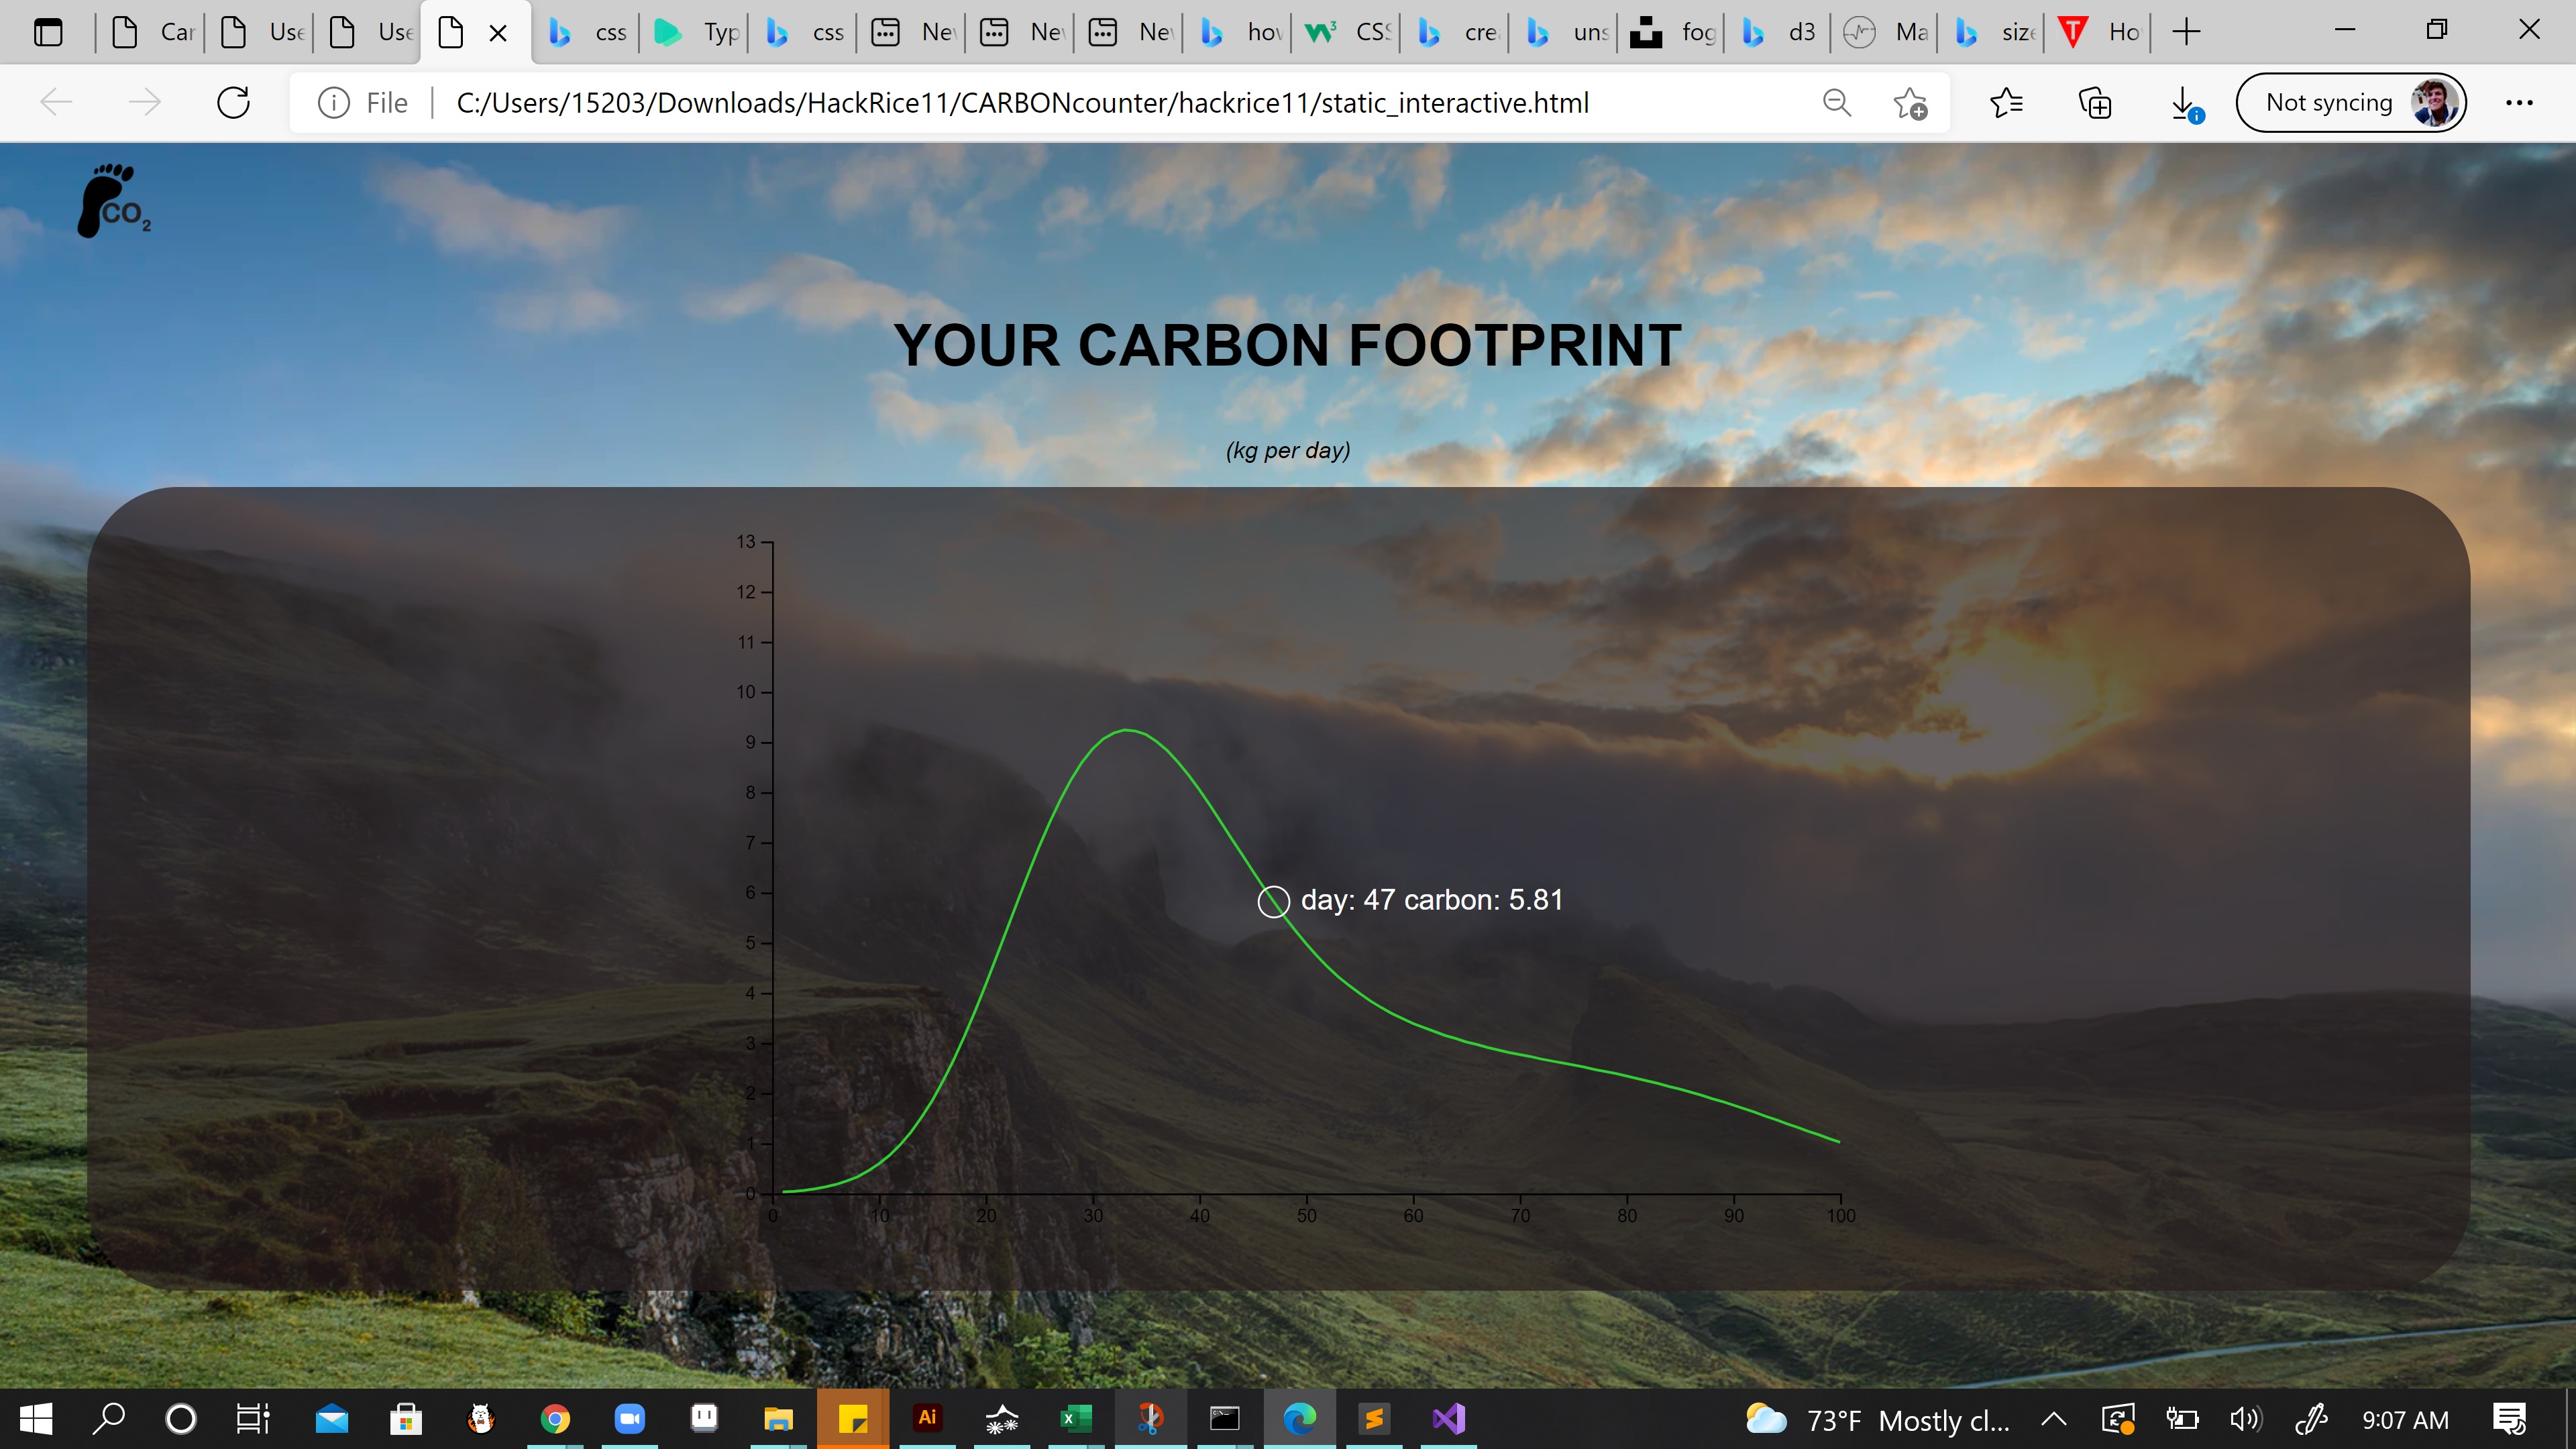 Car
Use
Use
css
Typ
css
Nev
Nev
Nev
how
CSS
crea
uns
fog
d3
Ma
size
Ho
File
C:/Users/15203/Downloads/HackRice11/CARBONcounter/hackrice11/static_interactive.html
Not syncing
CO2
YOUR CARBON FOOTPRINT
(kg per day)
13
12
11
10
9
8
7
6
5
4
3
2
1
0
day: 47 carbon: 5.81
0 10 20 30 40 50 60 70 80 90 100
Ai
73°F Mostly cl...
9:07 AM